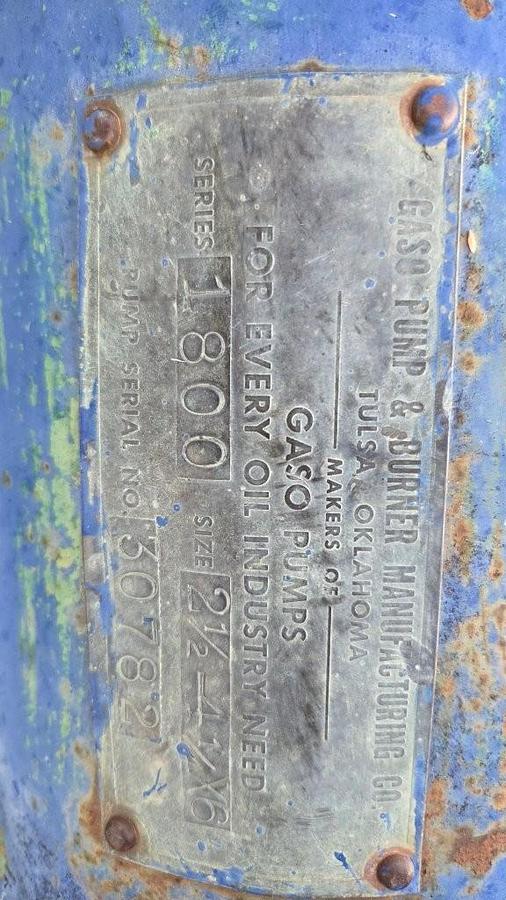 GASO PUMP & BURNER MANUFACTURING CO.
TULSA, OKLAHOMA
MAKERS OF
GASO PUMPS
FOR EVERY OIL INDUSTRY NEED
SERIES 1800 SIZE 2½-4½X6
PUMP SERIAL NO. 30782